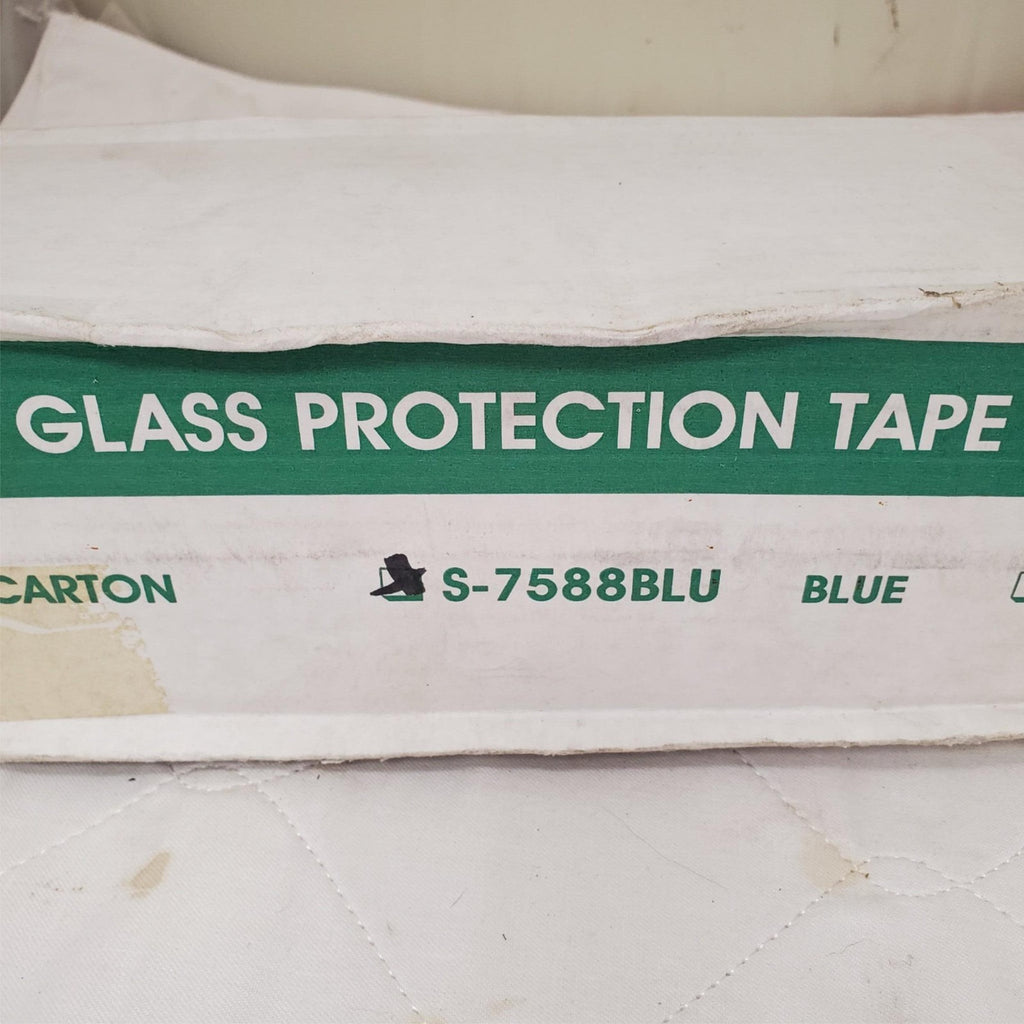 GLASS PROTECTION TAPE
CARTON S-7588BLU BLUE